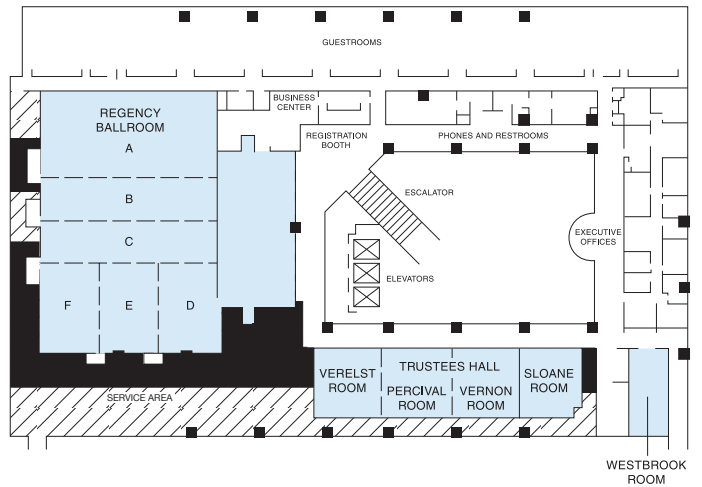 GUESTROOMS
BUSINESS
CENTER
REGENCY
BALLROOM
A
REGISTRATION
BOOTH
PHONES AND RESTROOMS
B
ESCALATOR
C
EXECUTIVE
OFFICES
ELEVATORS
F
E
D
VERELST
ROOM
TRUSTEES HALL
PERCIVAL
ROOM
VERNON
ROOM
SLOANE
ROOM
SERVICE AREA
WESTBROOK
ROOM